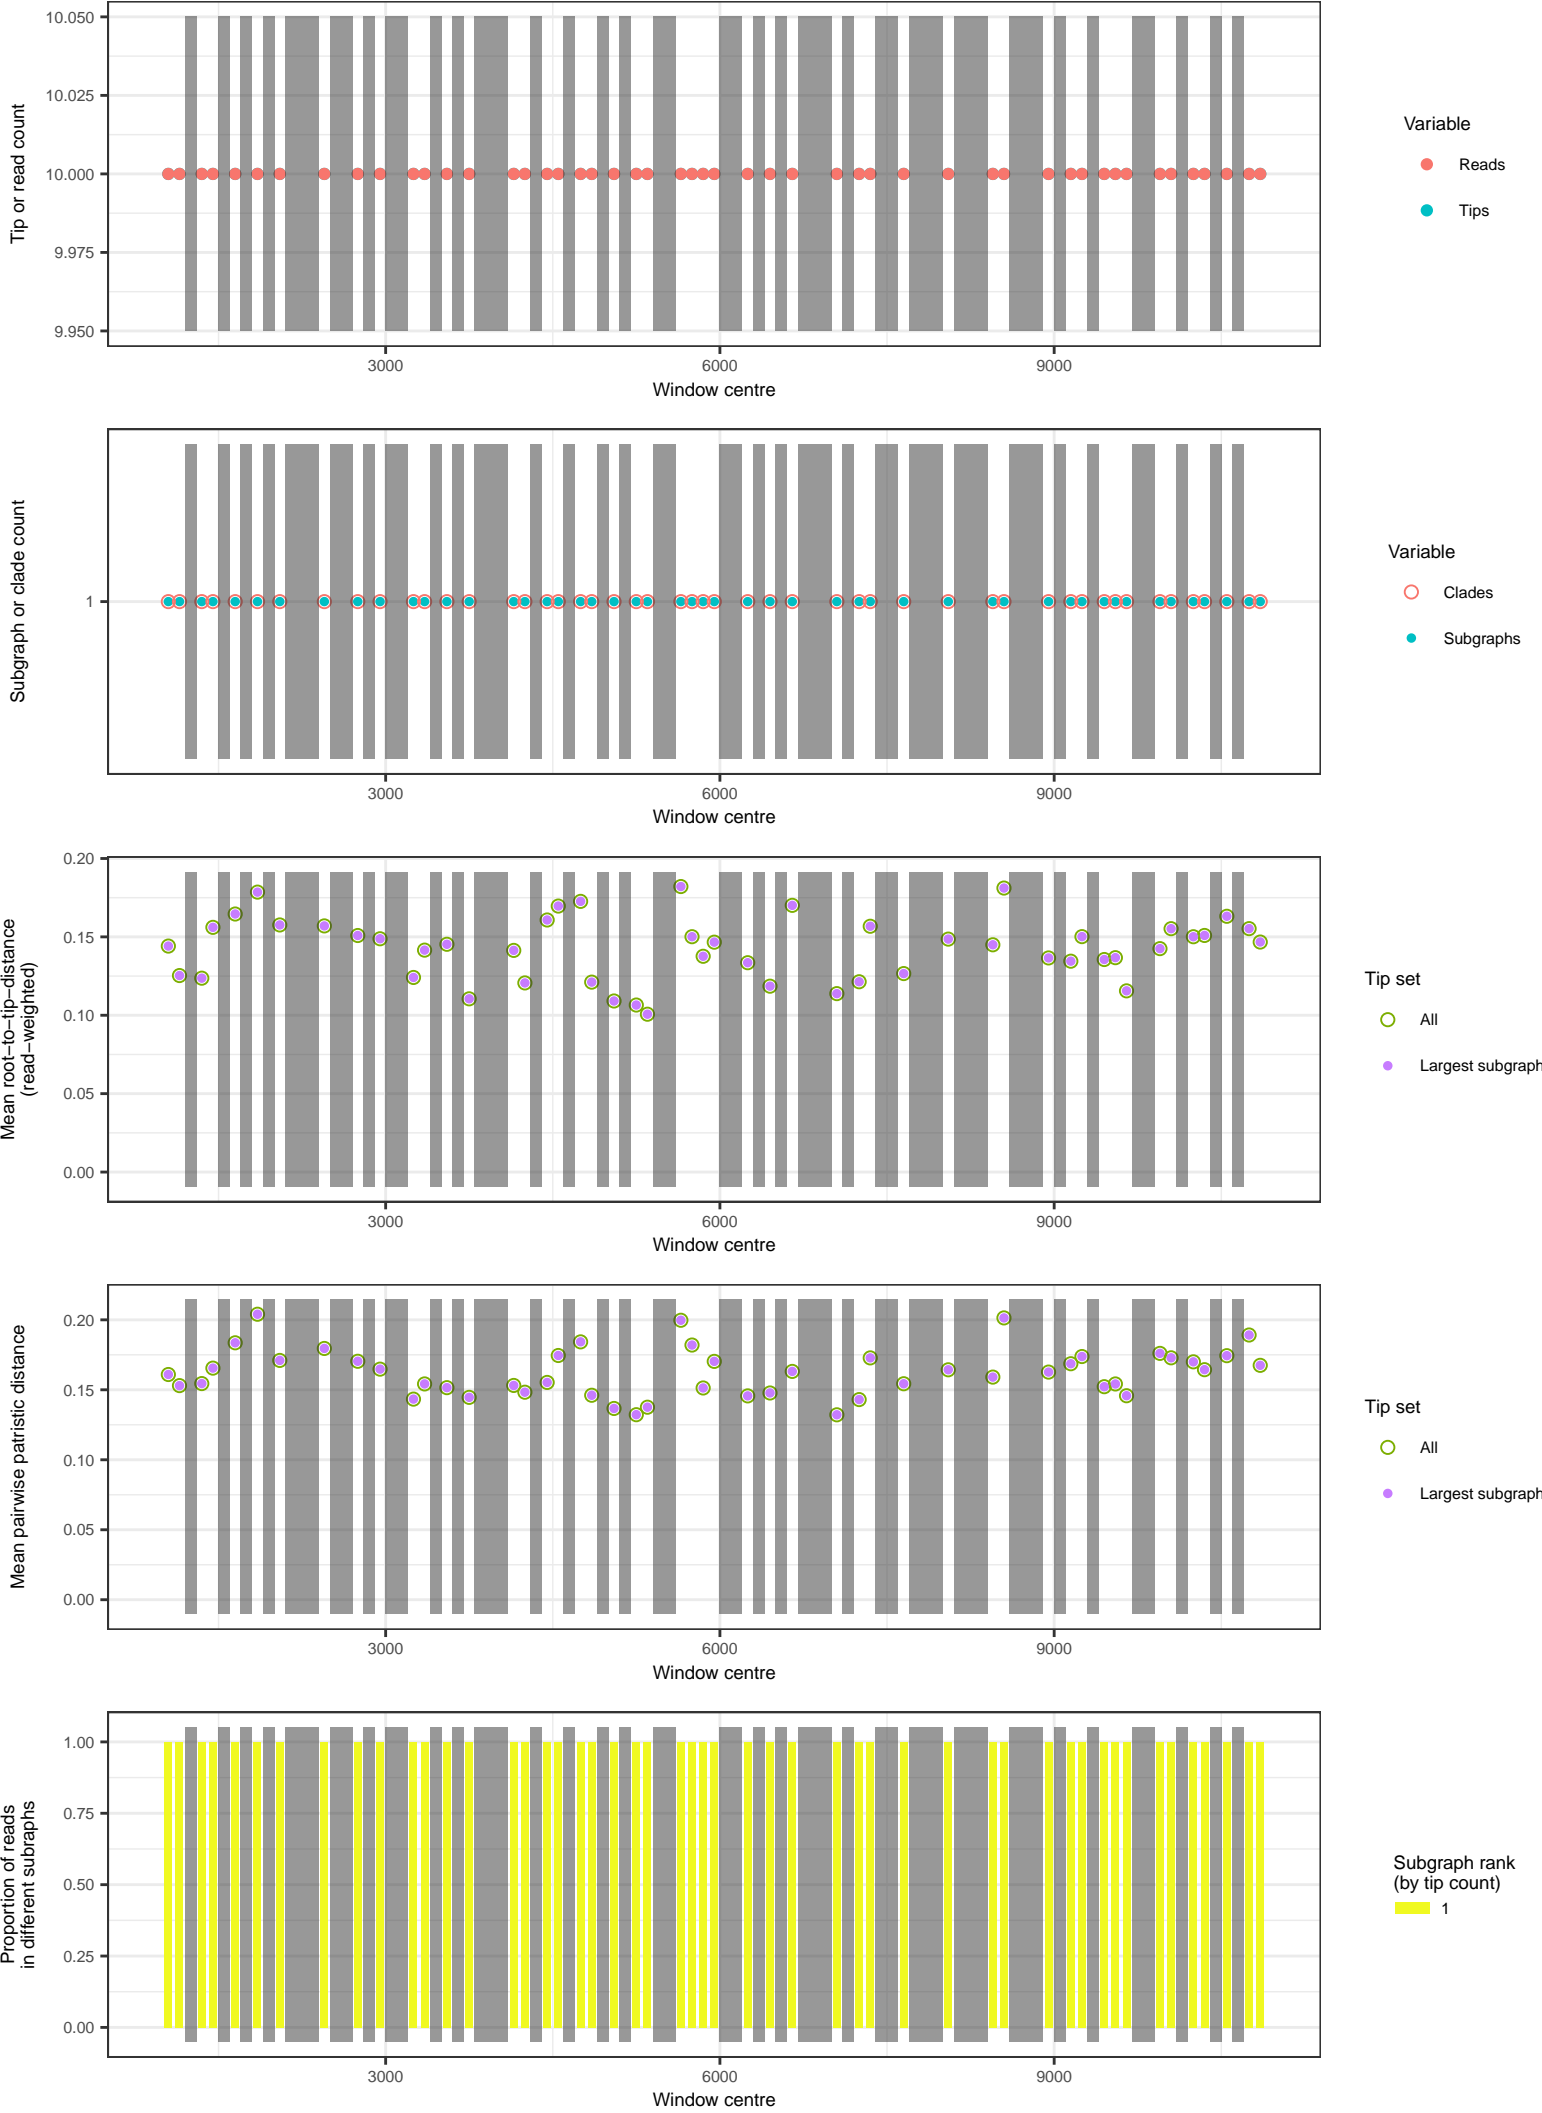 10.050
10.025
10.000
9.975
9.950
Tip or read count
3000 6000 9000
Window centre
Variable
Reads
Tips
Subgraph or clade count
1
3000 6000 9000
Window centre
Variable
Clades
Subgraphs
Mean root−to−tip−distance
(read−weighted)
0.20
0.15
0.10
0.05
0.00
3000 6000 9000
Window centre
Tip set
All
Largest subgraph
Mean pairwise patristic distance
0.20
0.15
0.10
0.05
0.00
3000 6000 9000
Window centre
Tip set
All
Largest subgraph
Proportion of reads
in different subraphs
1.00
0.75
0.50
0.25
0.00
3000 6000 9000
Window centre
Subgraph rank
(by tip count)
1